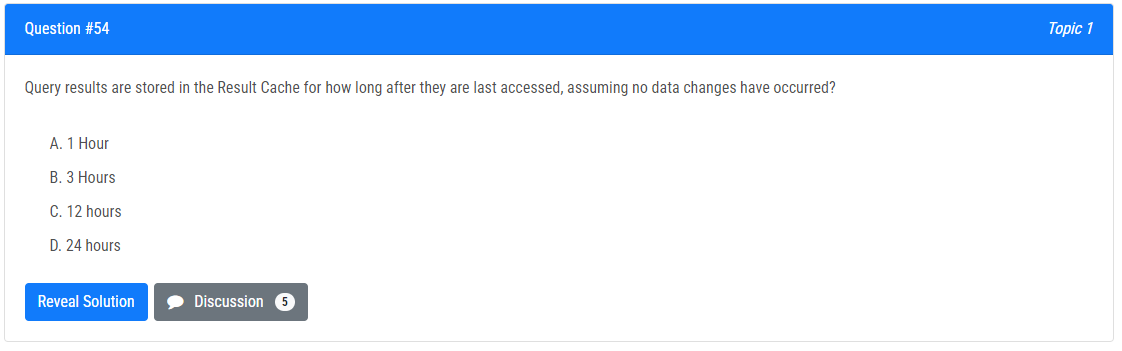 Question #54
Topic 1
Query results are stored in the Result Cache for how long after they are last accessed, assuming no data changes have occurred?
A. 1 Hour
B. 3 Hours
C. 12 hours
D. 24 hours
Reveal Solution
Discussion 5